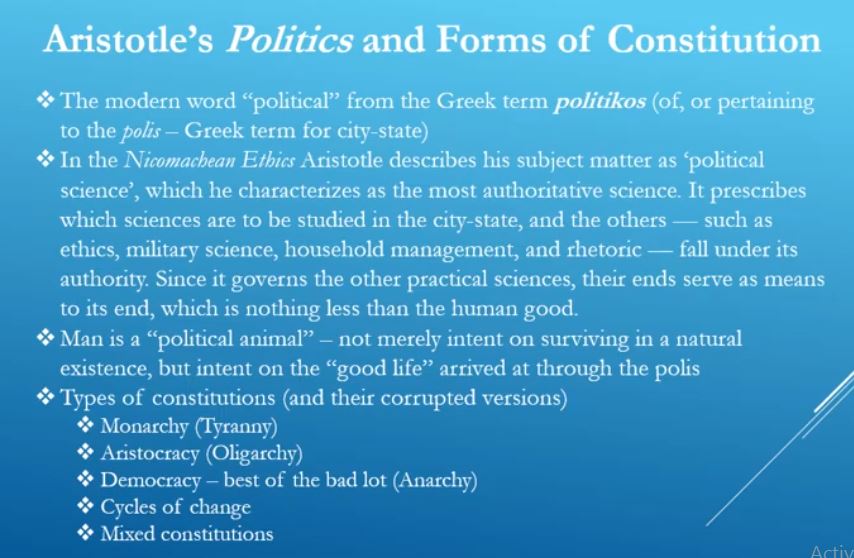 Aristotle's Politics and Forms of Constitution
❖ The modern word “political” from the Greek term politikos (of, or pertaining
to the polis – Greek term for city-state)
❖ In the Nicomachean Ethics Aristotle describes his subject matter as ‘political
science’, which he characterizes as the most authoritative science. It prescribes
which sciences are to be studied in the city-state, and the others — such as
ethics, military science, household management, and rhetoric — fall under its
authority. Since it governs the other practical sciences, their ends serve as means
to its end, which is nothing less than the human good.
❖ Man is a “political animal” – not merely intent on surviving in a natural
existence, but intent on the “good life” arrived at through the polis
❖ Types of constitutions (and their corrupted versions)
❖ Monarchy (Tyranny)
❖ Aristocracy (Oligarchy)
❖ Democracy – best of the bad lot (Anarchy)
❖ Cycles of change
❖ Mixed constitutions
Activ